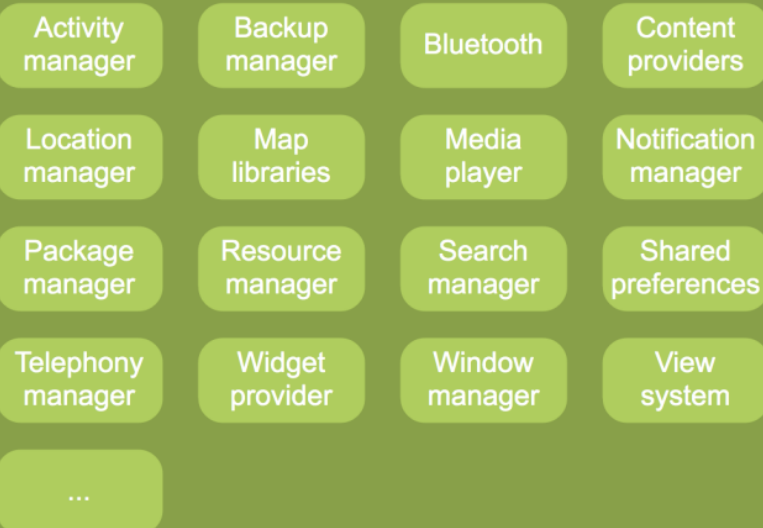 Activity
manager
Backup
manager
Bluetooth
Content
providers
Location
manager
Map
libraries
Media
player
Notification
manager
Package
manager
Resource
manager
Search
manager
Shared
preferences
Telephony
manager
Widget
provider
Window
manager
View
system
...